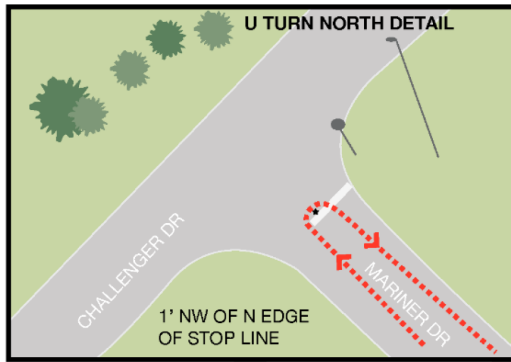 U TURN NORTH DETAIL
CHALLENGER DR
MARINER DR
1' NW OF N EDGE
OF STOP LINE